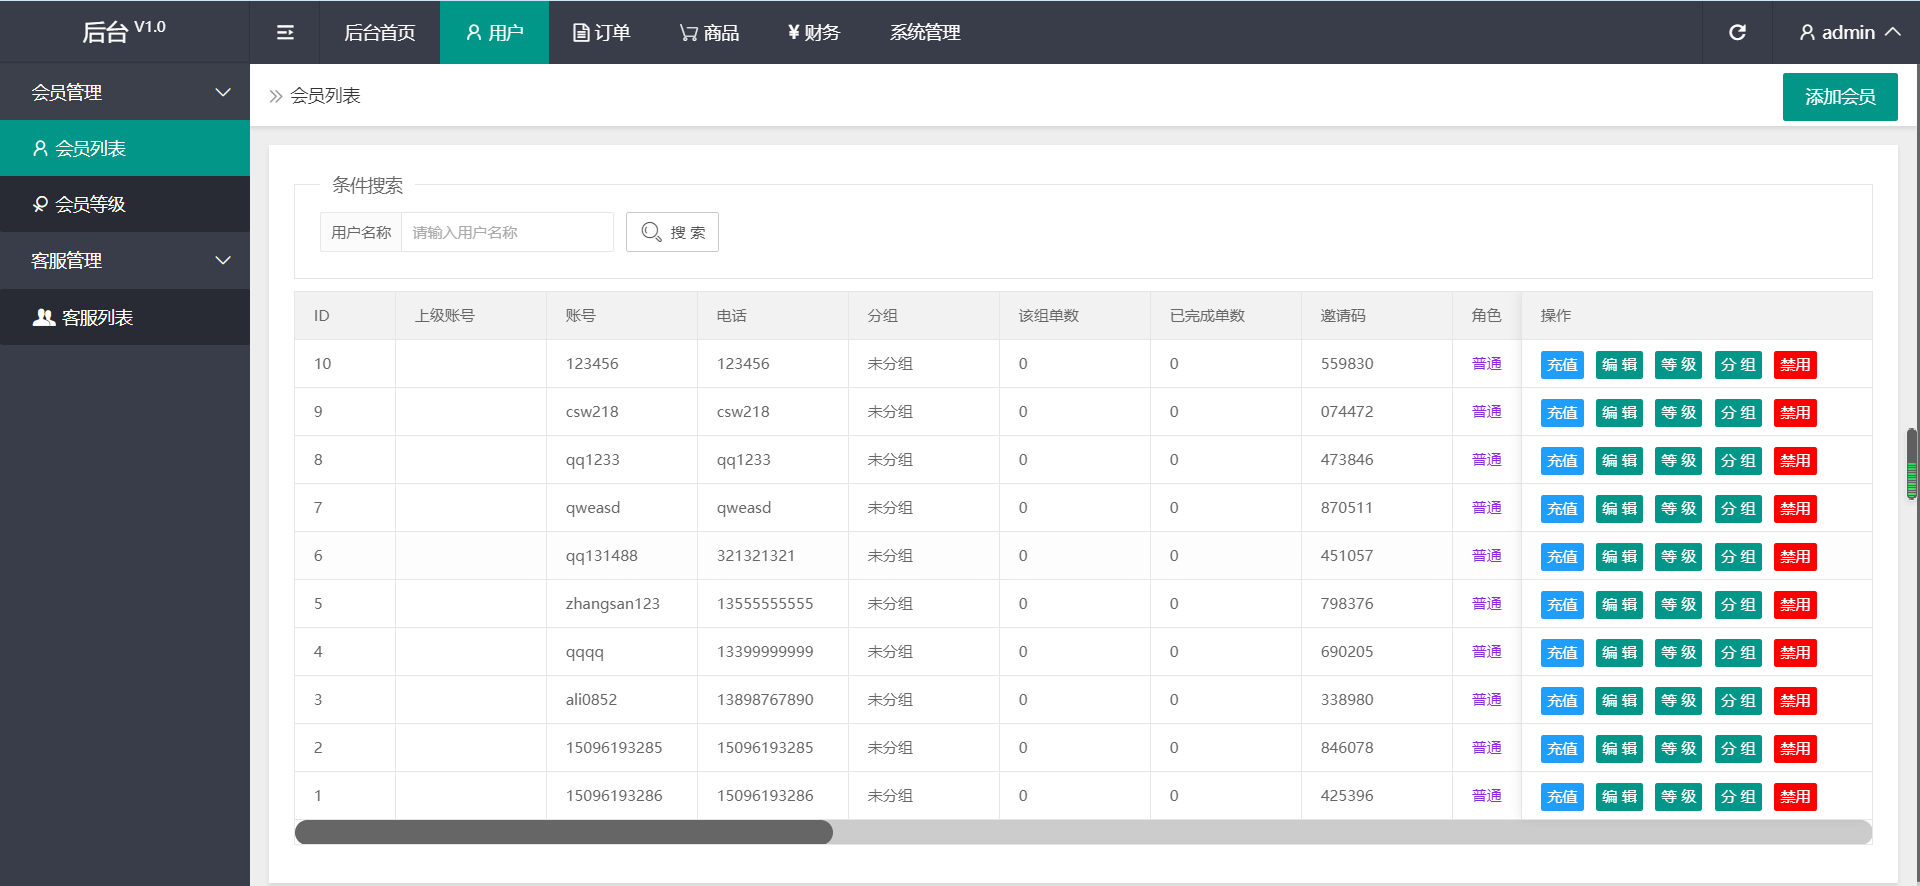 后台 V1.0
后台首页 用户 订单 商品 ¥ 财务 系统管理 admin
会员管理
会员列表
会员等级
客服管理
客服列表
会员列表 添加会员
条件搜索
用户名称 请输入用户名称 搜 索
ID 上级账号 账号 电话 分组 该组单数 已完成单数 邀请码 角色 操作
10 123456 123456 未分组 0 0 559830 普通 充值 编 辑 等 级 分 组 禁用
9 csw218 csw218 未分组 0 0 074472 普通 充值 编 辑 等 级 分 组 禁用
8 qq1233 qq1233 未分组 0 0 473846 普通 充值 编 辑 等 级 分 组 禁用
7 qweasd qweasd 未分组 0 0 870511 普通 充值 编 辑 等 级 分 组 禁用
6 qq131488 321321321 未分组 0 0 451057 普通 充值 编 辑 等 级 分 组 禁用
5 zhangsan123 13555555555 未分组 0 0 798376 普通 充值 编 辑 等 级 分 组 禁用
4 qqqq 13399999999 未分组 0 0 690205 普通 充值 编 辑 等 级 分 组 禁用
3 ali0852 13898767890 未分组 0 0 338980 普通 充值 编 辑 等 级 分 组 禁用
2 15096193285 15096193285 未分组 0 0 846078 普通 充值 编 辑 等 级 分 组 禁用
1 15096193286 15096193286 未分组 0 0 425396 普通 充值 编 辑 等 级 分 组 禁用